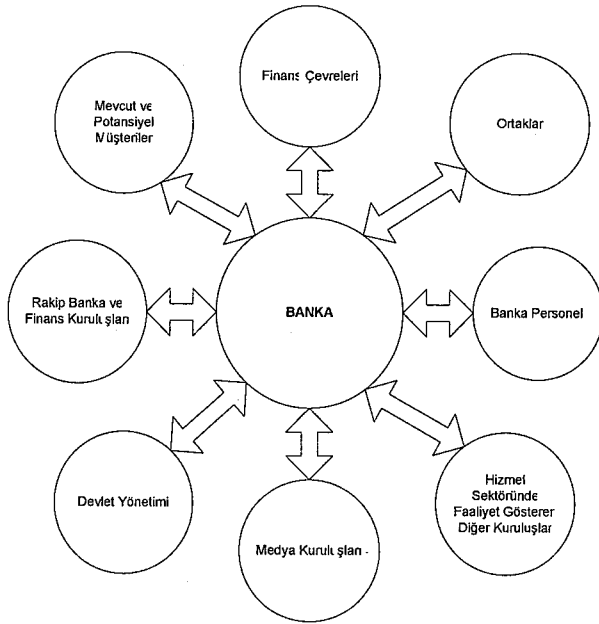 Finans Çevreleri
Mevcut ve
Potansiyel
Müşteriler
Ortaklar
Rakip Banka ve
Finans Kuruluşları
BANKA
Banka Personel
Devlet Yönetimi
Medya Kuruluşları
Hizmet
Sektöründe
Faaliyet Gösteren
Diğer Kuruluşlar